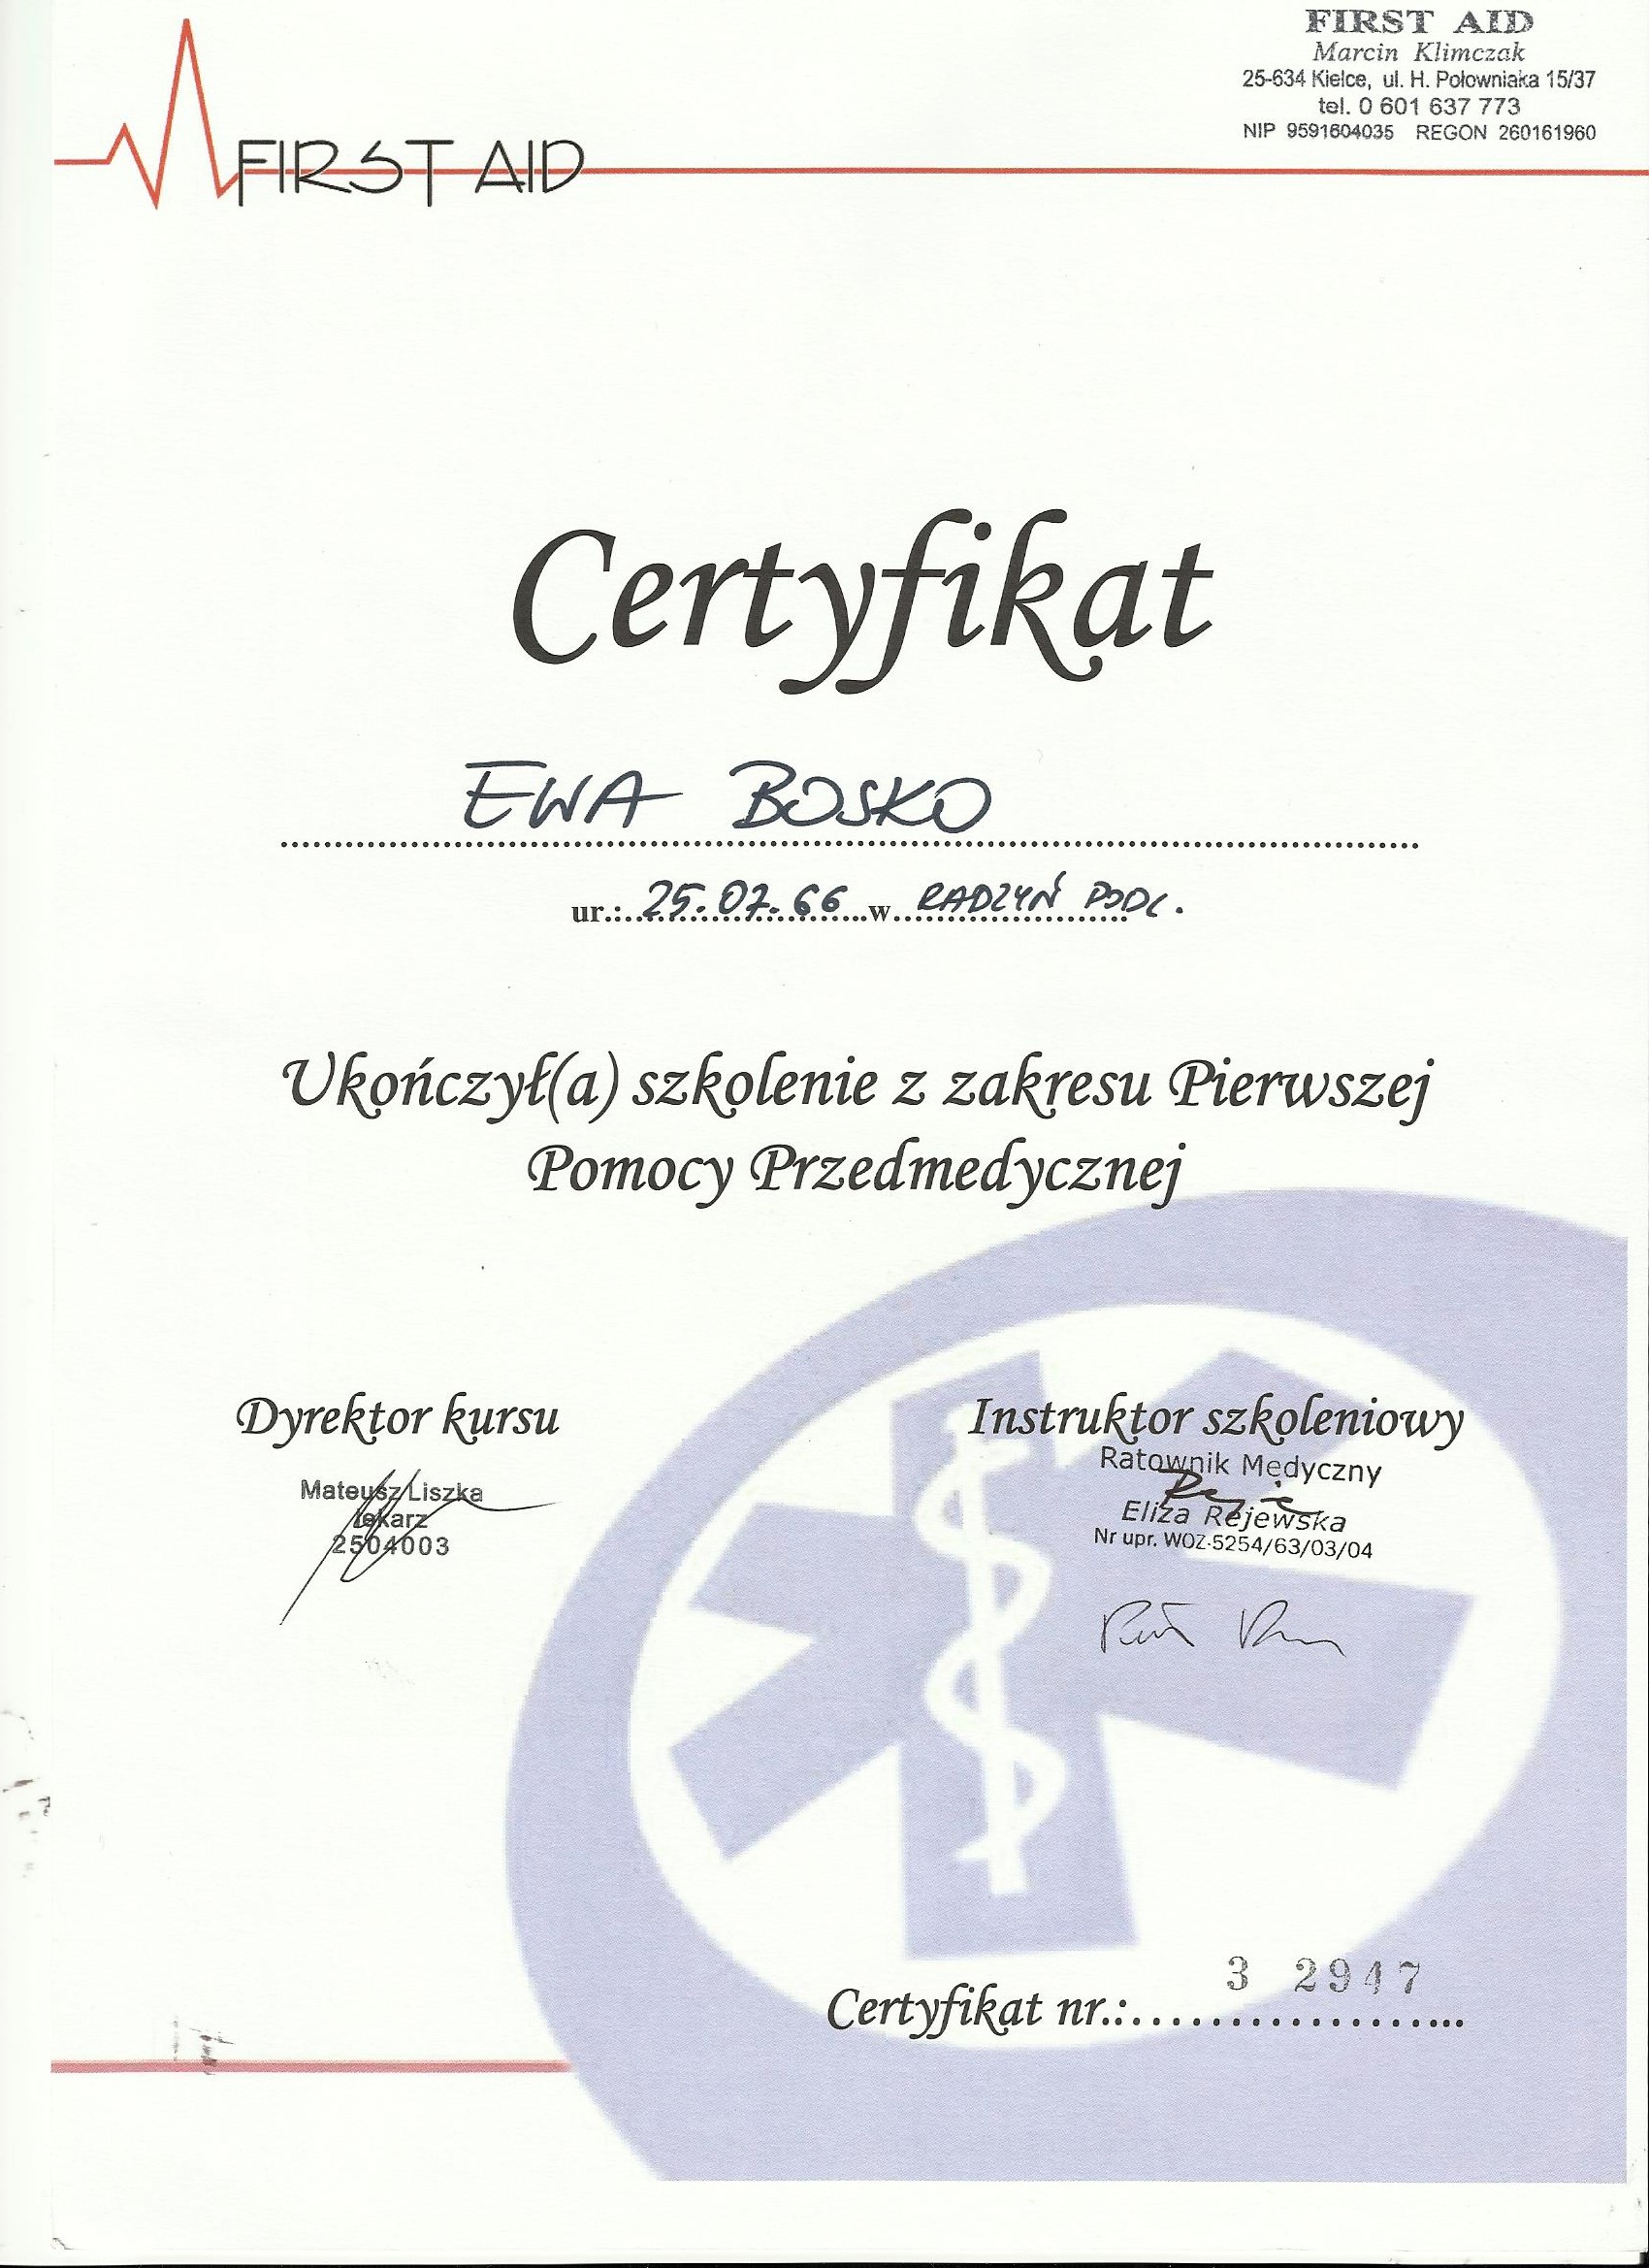 FIRST AID
Marcin Klimczak
25-634 Kielce, ul. H. Połowniaka 15/37
tel. 0 601 637 773
NIP 9591604035 REGON 260161960
FIRST AID
Certyfikat
EWA BOSKO
ur.: 25.07.66 w RADZYŃ PODL.
Ukończył(a) szkolenie z zakresu Pierwszej
Pomocy Przedmedycznej
Dyrektor kursu
Mateusz Liszka
lekarz
2504003
Instruktor szkoleniowy
Ratownik Medyczny
Eliza Rejewska
Nr upr. WOZ-5254/63/03/04
Certyfikat nr.: 3 2947